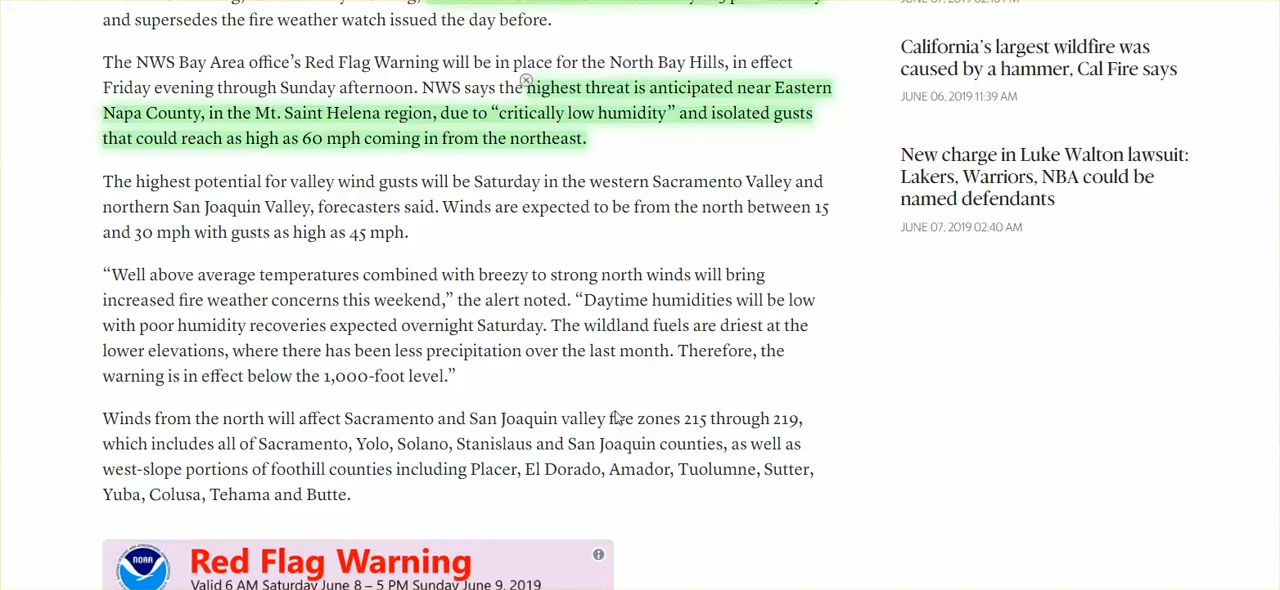 and supersedes the fire weather watch issued the day before.
The NWS Bay Area office's Red Flag Warning will be in place for the North Bay Hills, in effect
Friday evening through Sunday afternoon. NWS says the highest threat is anticipated near Eastern
Napa County, in the Mt. Saint Helena region, due to “critically low humidity” and isolated gusts
that could reach as high as 60 mph coming in from the northeast.
The highest potential for valley wind gusts will be Saturday in the western Sacramento Valley and
northern San Joaquin Valley, forecasters said. Winds are expected to be from the north between 15
and 30 mph with gusts as high as 45 mph.
“Well above average temperatures combined with breezy to strong north winds will bring
increased fire weather concerns this weekend,” the alert noted. “Daytime humidities will be low
with poor humidity recoveries expected overnight Saturday. The wildland fuels are driest at the
lower elevations, where there has been less precipitation over the last month. Therefore, the
warning is in effect below the 1,000-foot level.”
Winds from the north will affect Sacramento and San Joaquin valley fire zones 215 through 219,
which includes all of Sacramento, Yolo, Solano, Stanislaus and San Joaquin counties, as well as
west-slope portions of foothill counties including Placer, El Dorado, Amador, Tuolumne, Sutter,
Yuba, Colusa, Tehama and Butte.
NOAA
Red Flag Warning
Valid 6 AM Saturday June 8 – 5 PM Sunday June 9, 2019
California's largest wildfire was
caused by a hammer, Cal Fire says
JUNE 06, 2019 11:39 AM
New charge in Luke Walton lawsuit:
Lakers, Warriors, NBA could be
named defendants
JUNE 07, 2019 02:40 AM